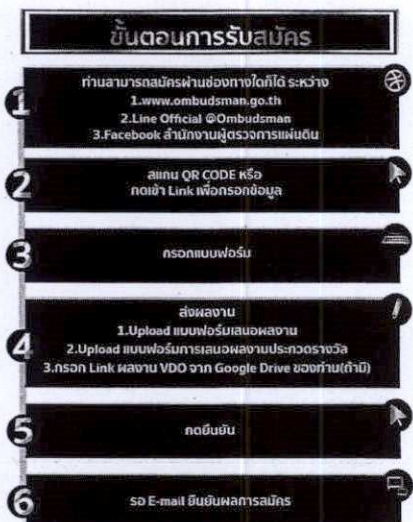 ขั้นตอนการรับสมัคร
1
ท่านสามารถสมัครผ่านช่องทางใดก็ได้ ระหว่าง
1.www.ombudsman.go.th
2.Line Official @Ombudsman
3.Facebook สำนักงานผู้ตรวจการแผ่นดิน
2
สแกน QR CODE หรือ
กดเข้า Link เพื่อกรอกข้อมูล
3
กรอกแบบฟอร์ม
4
ส่งผลงาน
1.Upload แบบฟอร์มเสนอผลงาน
2.Upload แบบฟอร์มการเสนอผลงานประกวดรางวัล
3.กรอก Link ผลงาน VDO จาก Google Drive ของท่าน(ถ้ามี)
5
กดยืนยัน
6
รอ E-mail ยืนยันผลการสมัคร